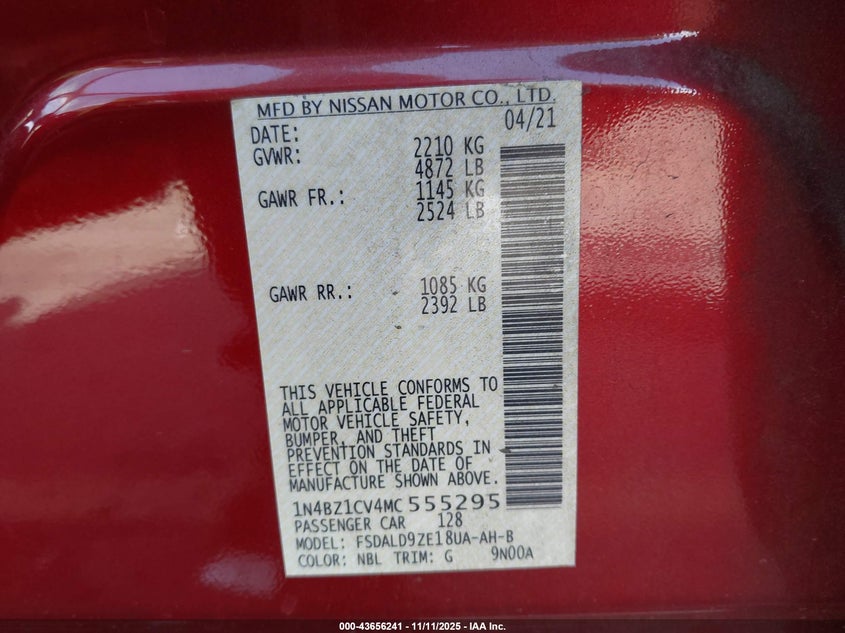 MFD BY NISSAN MOTOR CO., LTD.
DATE: 04/21
GVWR: 2210 KG
4872 LB
GAWR FR.: 1145 KG
2524 LB
GAWR RR.: 1085 KG
2392 LB
THIS VEHICLE CONFORMS TO
ALL APPLICABLE FEDERAL
MOTOR VEHICLE SAFETY,
BUMPER, AND THEFT
PREVENTION STANDARDS IN
EFFECT ON THE DATE OF
MANUFACTURE SHOWN ABOVE.
1N4BZ1CV4MC555295
PASSENGER CAR 128
MODEL: FSDALD9ZE18UA-AH-B
COLOR: NBL TRIM: G 9N00A
000-43656241 - 11/11/2025 - IAA Inc.